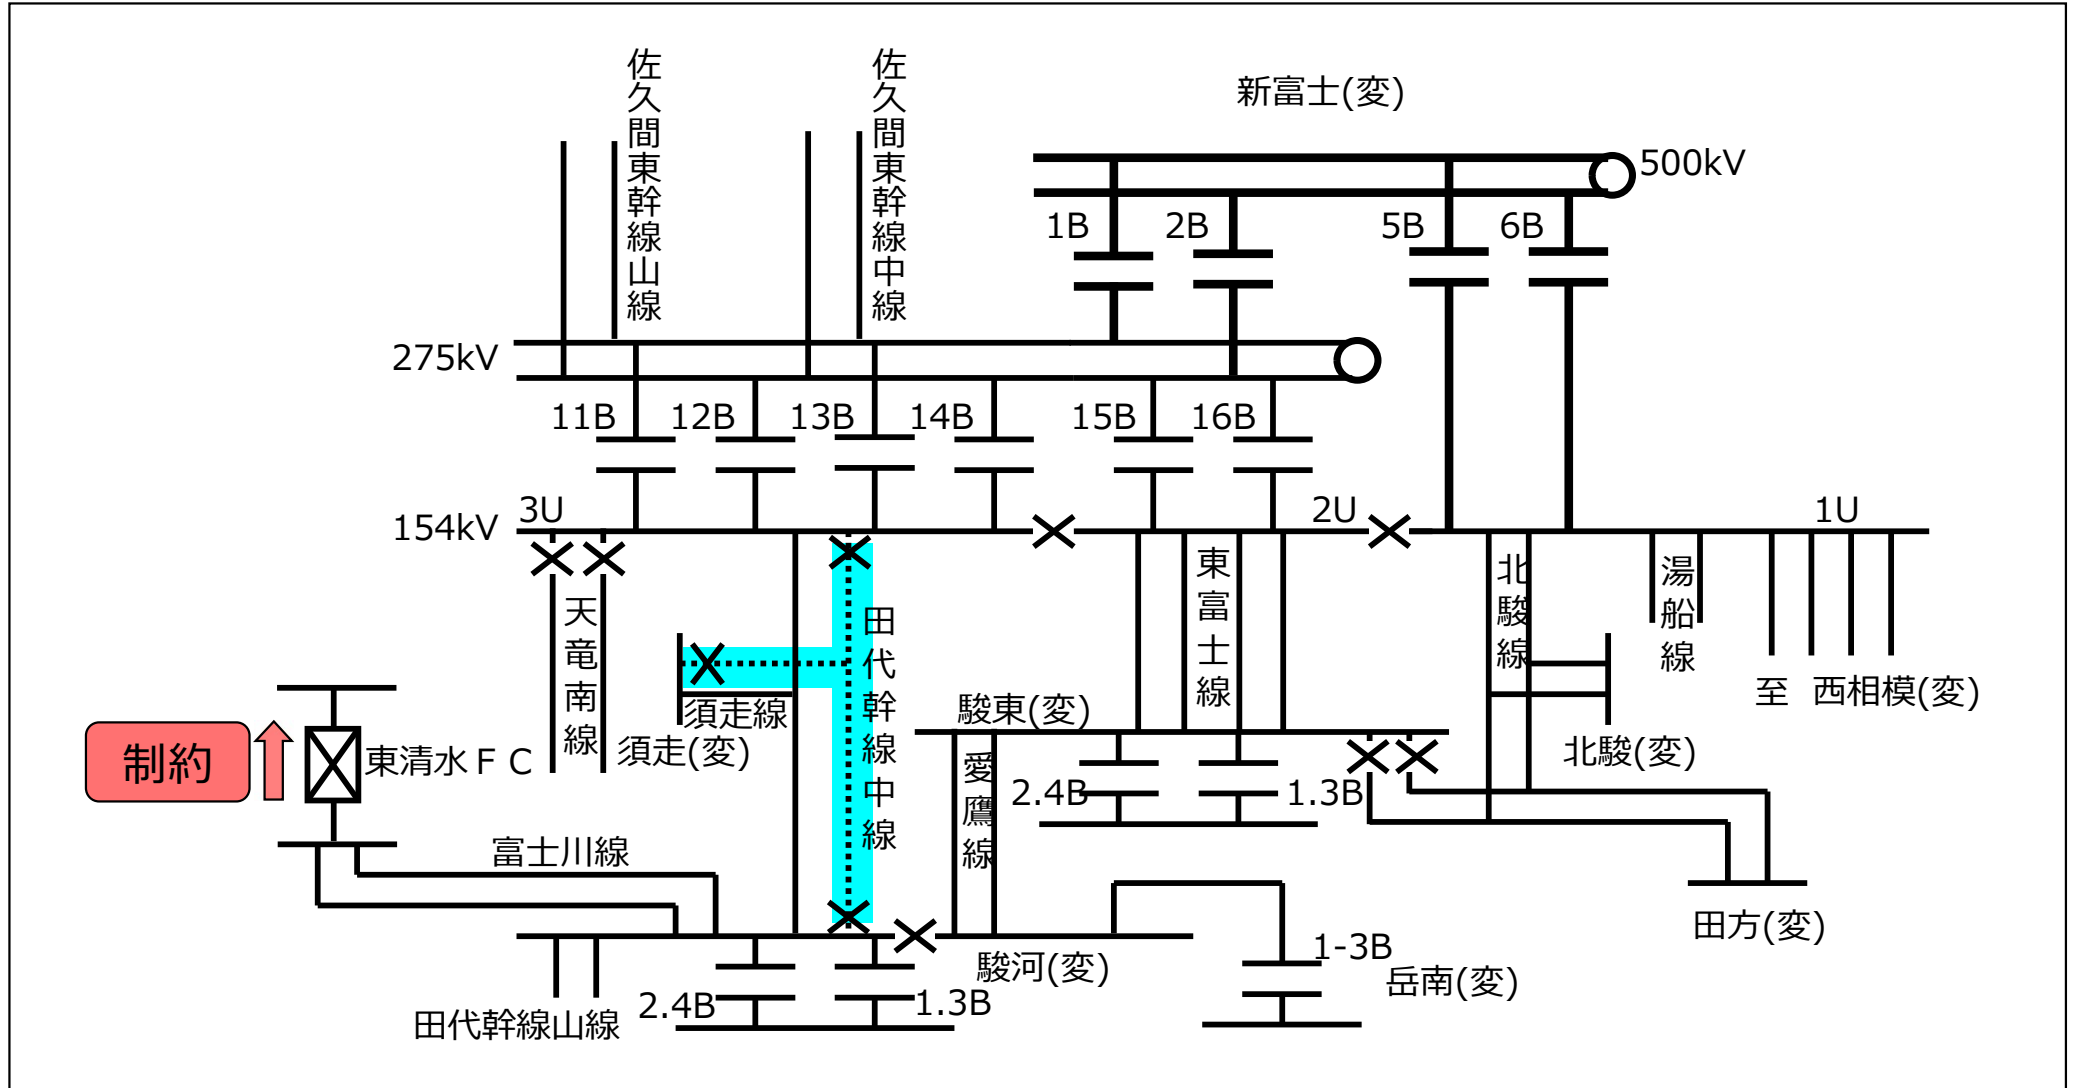 佐久間東幹線山線
佐久間東幹線中線
新富士(変)
500kV
1B
2B
5B
6B
275kV
11B
12B
13B
14B
15B
16B
154kV
3U
2U
1U
天竜南線
田代幹線中線
東富士線
北駿線
湯船線
至 西相模(変)
須走線
須走(変)
駿東(変)
北駿(変)
制約
東清水FC
愛鷹線
2.4B
1.3B
富士川線
田方(変)
駿河(変)
1-3B
岳南(変)
田代幹線山線
2.4B
1.3B